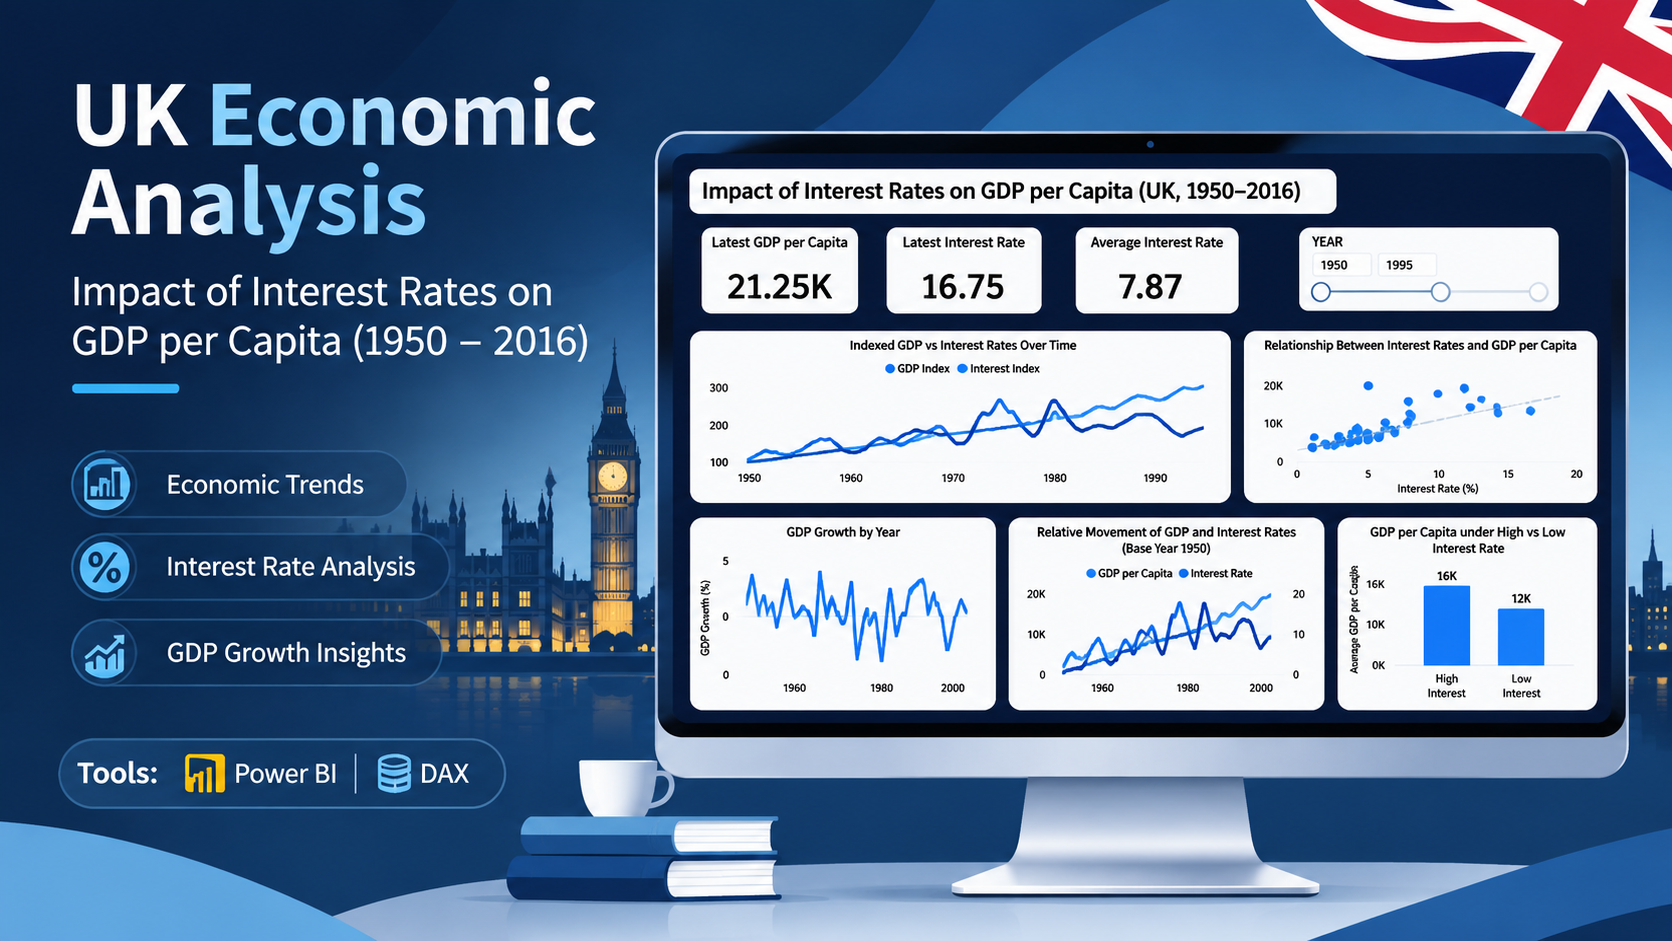 UK Economic
Analysis
Impact of Interest Rates on
GDP per Capita (1950 – 2016)
Economic Trends
%
Interest Rate Analysis
GDP Growth Insights
Tools: Power BI | DAX
Impact of Interest Rates on GDP per Capita (UK, 1950–2016)
Latest GDP per Capita
21.25K
Latest Interest Rate
16.75
Average Interest Rate
7.87
YEAR
1950 1995
Indexed GDP vs Interest Rates Over Time
GDP Index Interest Index
300
200
100
1950 1960 1970 1980 1990
Relationship Between Interest Rates and GDP per Capita
20K
10K
0
0 5 10 15 20
Interest Rate (%)
GDP Growth by Year
GDP Growth (%)
5
0
0
1960 1980 2000
Relative Movement of GDP and Interest Rates
(Base Year 1950)
GDP per Capita Interest Rate
20K 20
10K 10
0 0
1960 1980 2000
GDP per Capita under High vs Low
Interest Rate
GDP per
16K
10K
0K
16K
12K
High
Interest
Low
Interest